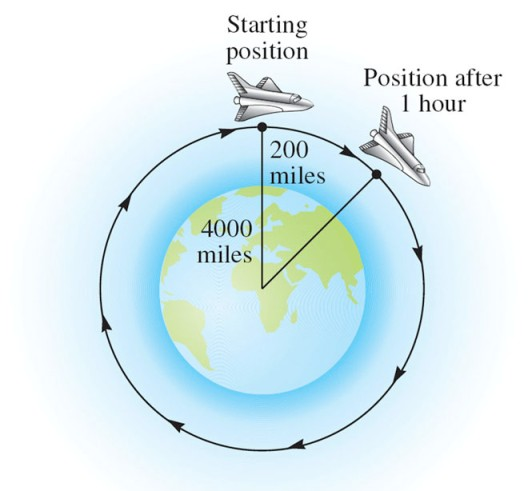 Starting
position
Position after
1 hour
200
miles
4000
miles